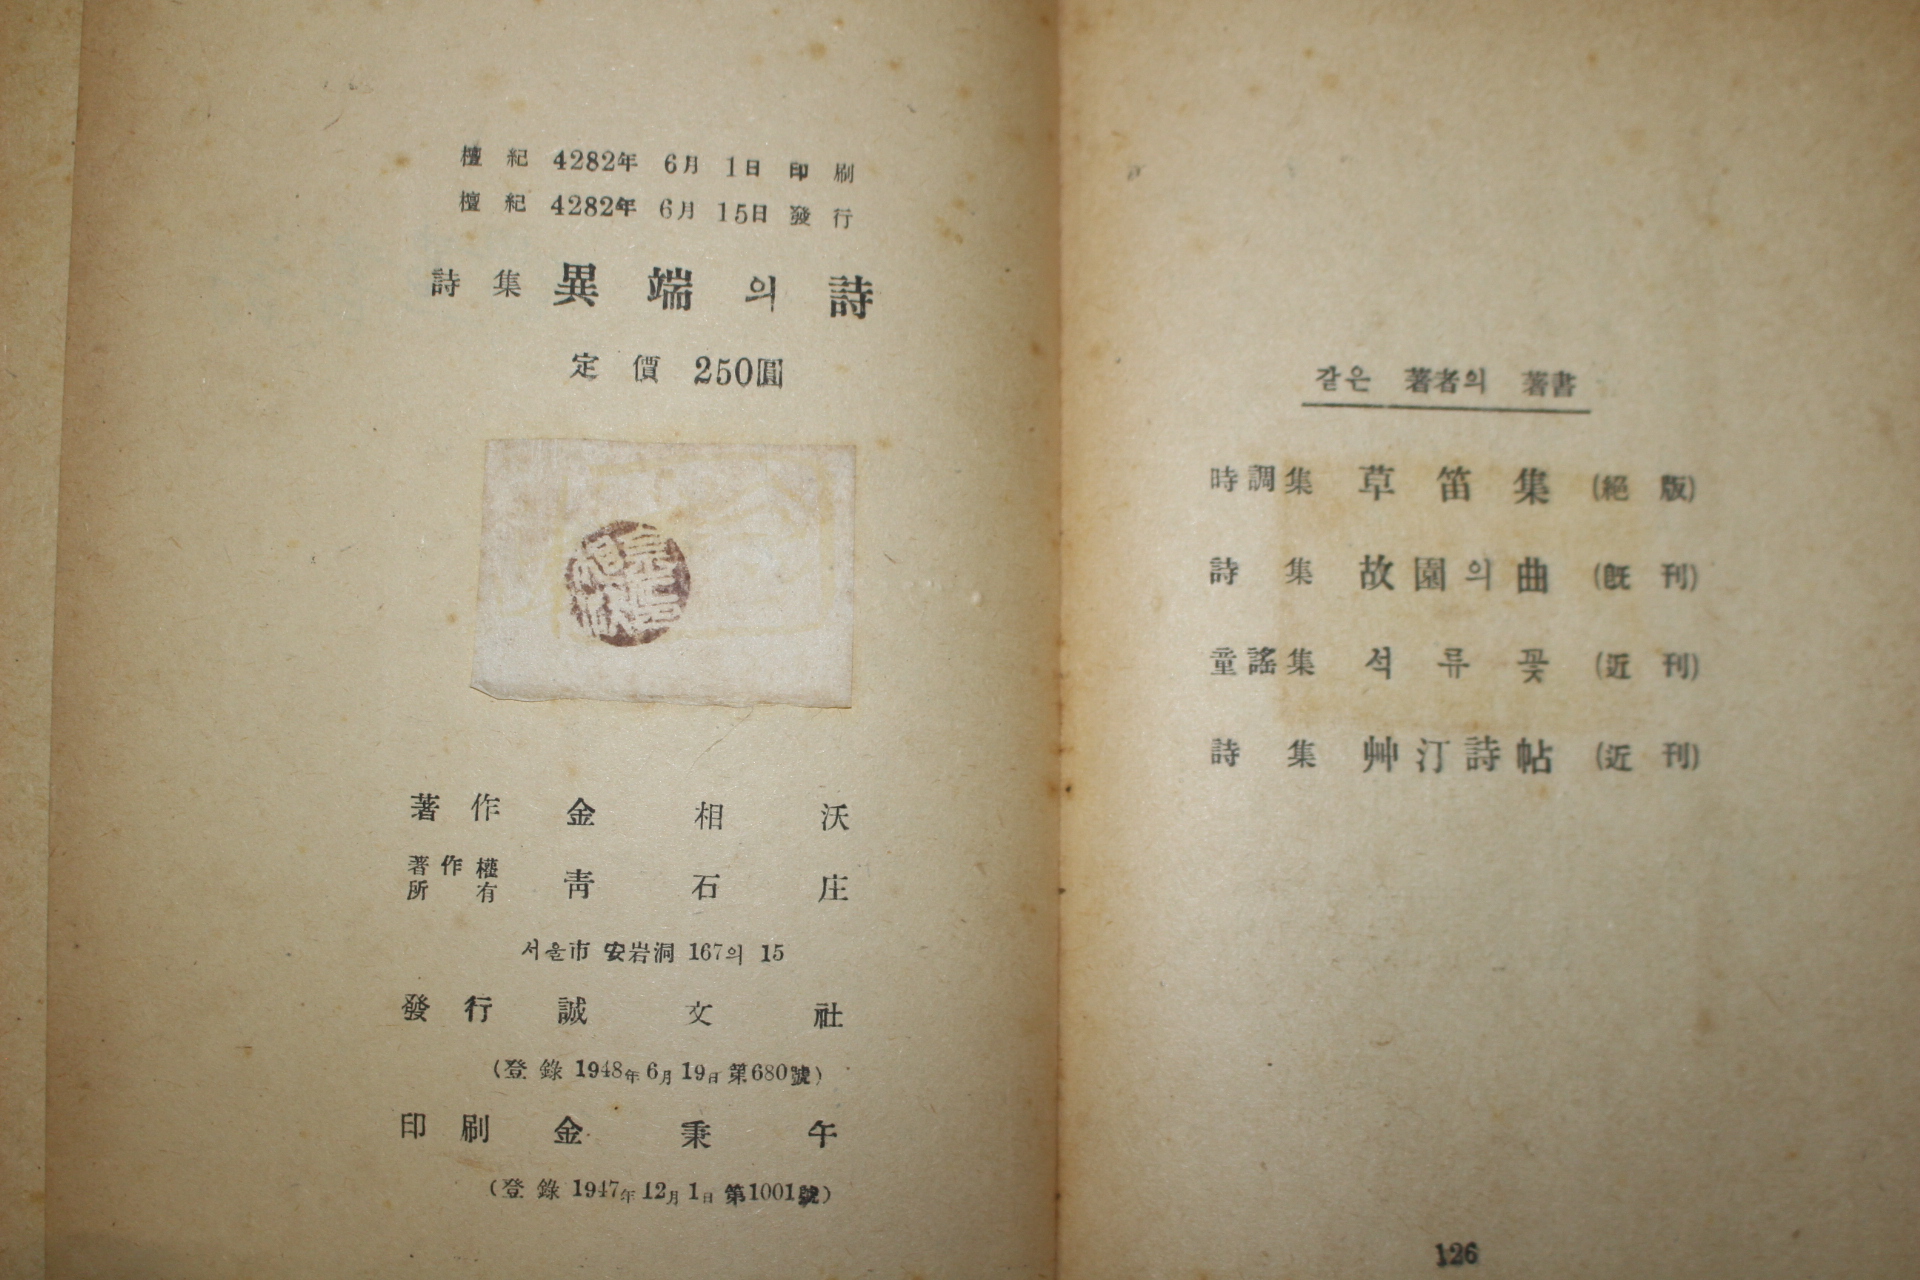 檀紀 4282年 6月 1日 印刷
檀紀 4282年 6月 15日 發行
詩集 異端의 詩
定價 250圓
著作 金相沃
著作權
所有 靑石庄
서울市 安岩洞 167의 15
發行 誠文社
(登錄 1948年 6月 19日 第680號)
印刷 金秉午
(登錄 1947年 12月 1日 第1001號)
같은 著者의 著書
時調集 草笛集 (絕版)
詩集 故園의曲 (旣刊)
童謠集 석류꽃 (近刊)
詩集 艸汀詩帖 (近刊)
126